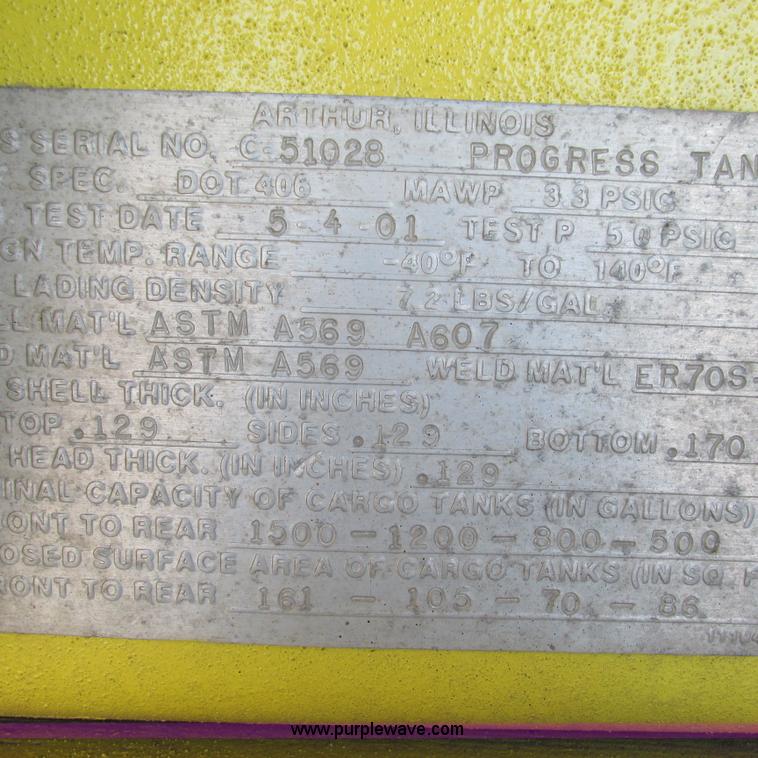 ARTHUR, ILLINOIS
S SERIAL NO. C-51028 PROGRESS TAN
SPEC. DOT 406 MAWP 3.3 PSIG
TEST DATE 5-4-01 TEST P 5.0 PSIG
GN TEMP. RANGE -40°F TO 140°F
LADING DENSITY 7.2 LBS/GAL.
LL MAT'L ASTM A569 A607
D MAT'L ASTM A569 WELD MAT'L ER70S-
SHELL THICK. (IN INCHES)
TOP .129 SIDES .129 BOTTOM .170
HEAD THICK. (IN INCHES) .129
INAL CAPACITY OF CARGO TANKS (IN GALLONS)
RONT TO REAR 1500 - 1200 - 800 - 500
OSED SURFACE AREA OF CARGO TANKS (IN SQ. F
RONT TO REAR 161 - 105 - 70 - 86
www.purplewave.com